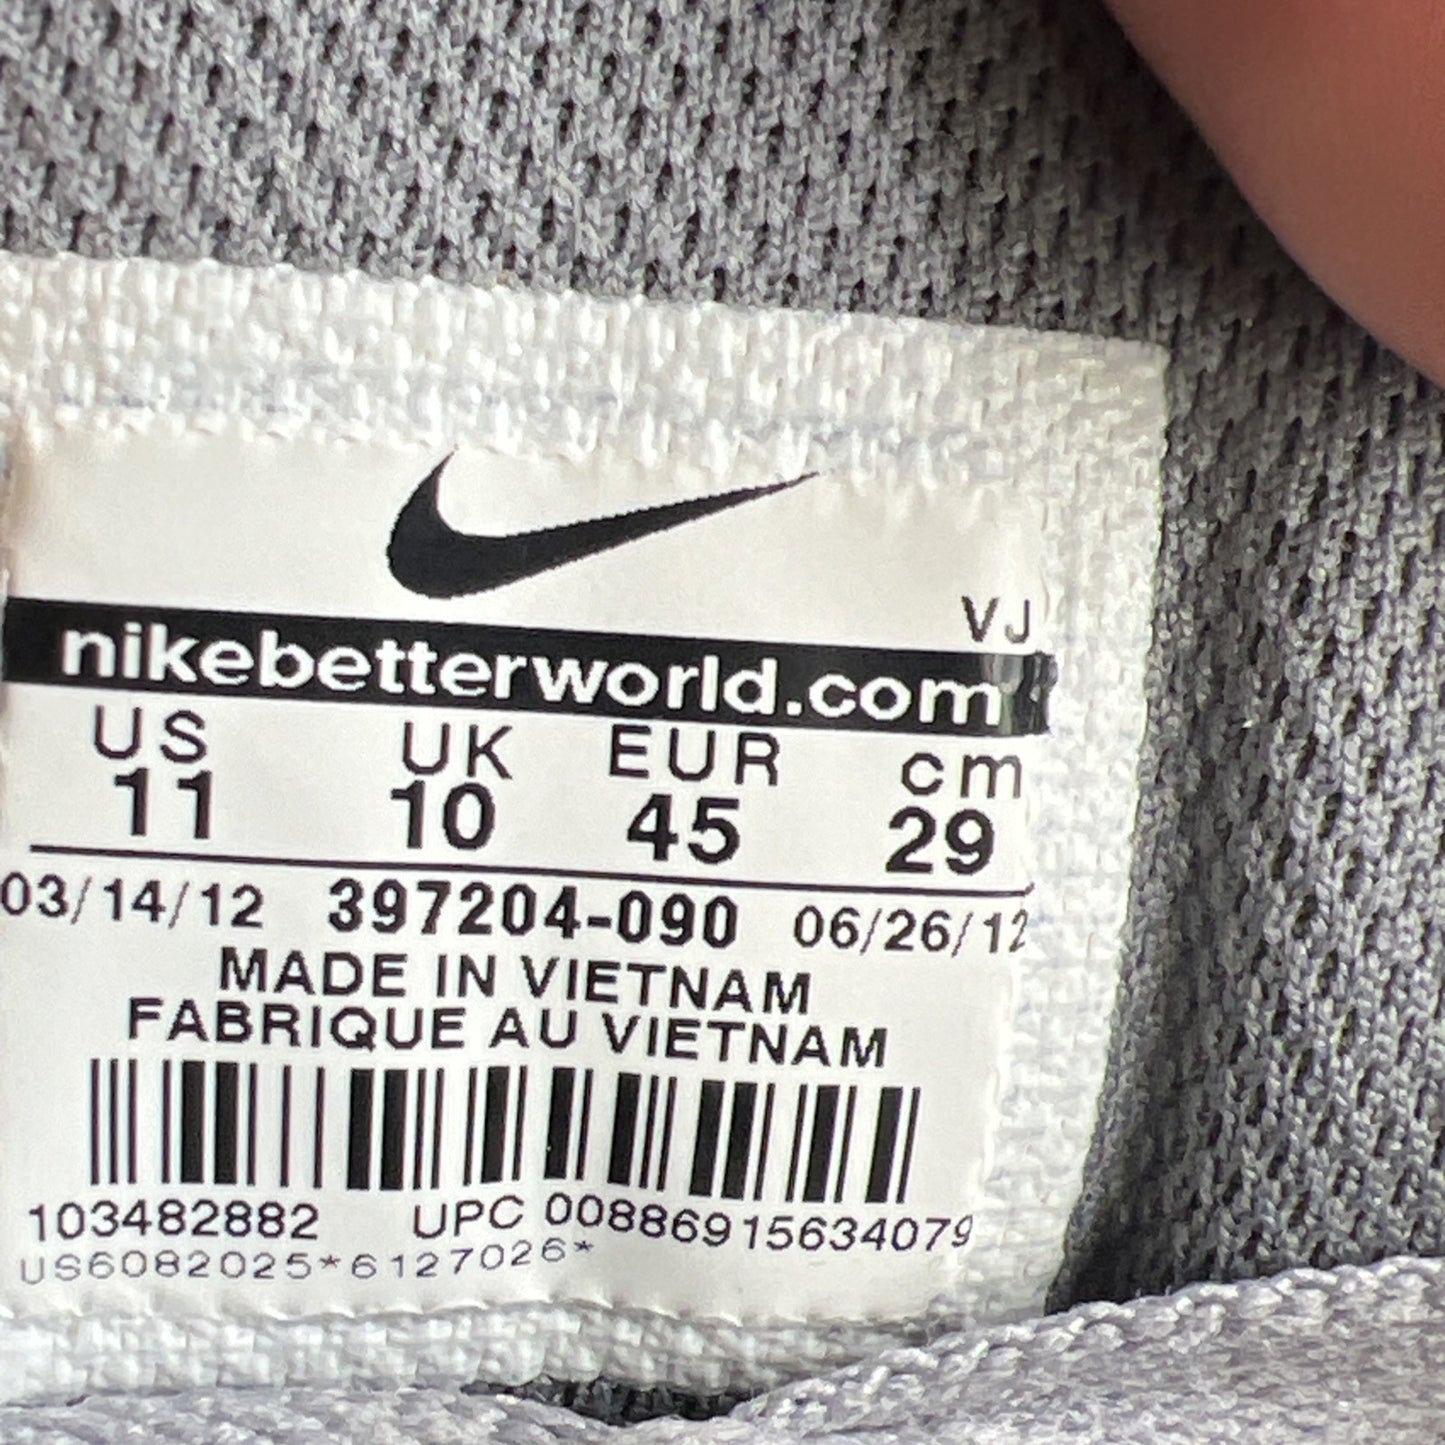 VJ
nikebetterworld.com
US UK EUR cm
11 10 45 29
03/14/12 397204-090 06/26/12
MADE IN VIETNAM
FABRIQUE AU VIETNAM
103482882 UPC 00886915634079
US6082025*6127026*